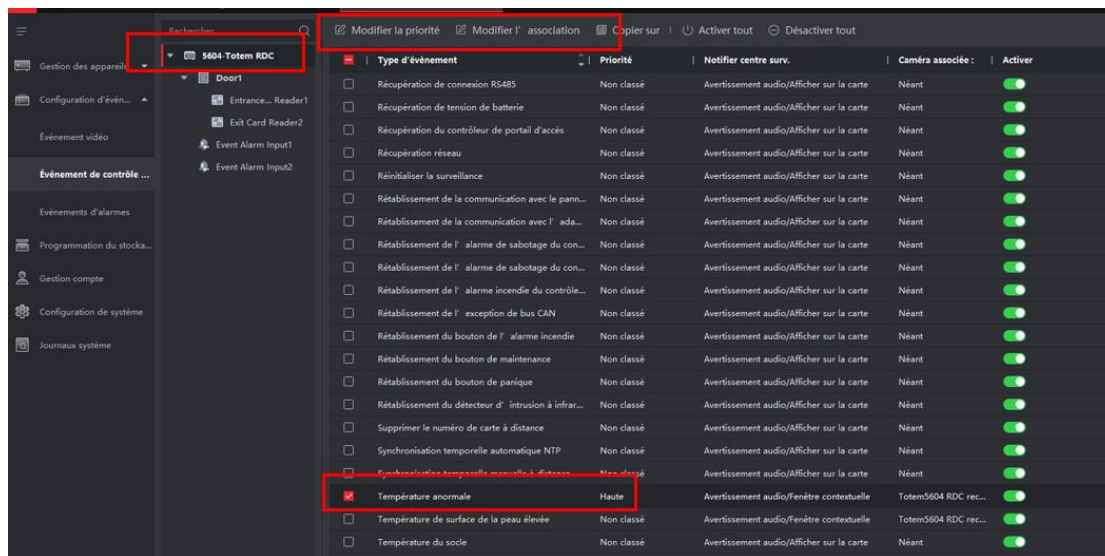 Rechercher
Modifier la priorité Modifier l' association Copier sur Activer tout Désactiver tout
Gestion des appareils
Configuration d'évén...
Événement vidéo
Événement de contrôle ...
Evénements d'alarmes
Programmation du stocka...
Gestion compte
Configuration de système
Journaux système
5604-Totem RDC
Door1
Entrance... Reader1
Exit Card Reader2
Event Alarm Input1
Event Alarm Input2
Type d'évènement Priorité Notifier centre surv. Caméra associée : Activer
Récupération de connexion RS485 Non classé Avertissement audio/Afficher sur la carte Néant
Récupération de tension de batterie Non classé Avertissement audio/Afficher sur la carte Néant
Récupération du contrôleur de portail d'accès Non classé Avertissement audio/Afficher sur la carte Néant
Récupération réseau Non classé Avertissement audio/Afficher sur la carte Néant
Réinitialiser la surveillance Non classé Avertissement audio/Afficher sur la carte Néant
Rétablissement de la communication avec le pann... Non classé Avertissement audio/Afficher sur la carte Néant
Rétablissement de la communication avec l' ada... Non classé Avertissement audio/Afficher sur la carte Néant
Rétablissement de l' alarme de sabotage du con... Non classé Avertissement audio/Afficher sur la carte Néant
Rétablissement de l' alarme de sabotage du con... Non classé Avertissement audio/Afficher sur la carte Néant
Rétablissement de l' alarme incendie du contrôle... Non classé Avertissement audio/Afficher sur la carte Néant
Rétablissement de l' exception de bus CAN Non classé Avertissement audio/Afficher sur la carte Néant
Rétablissement du bouton de l' alarme incendie Non classé Avertissement audio/Afficher sur la carte Néant
Rétablissement du bouton de maintenance Non classé Avertissement audio/Afficher sur la carte Néant
Rétablissement du bouton de panique Non classé Avertissement audio/Afficher sur la carte Néant
Rétablissement du détecteur d' intrusion à infrar... Non classé Avertissement audio/Afficher sur la carte Néant
Supprimer le numéro de carte à distance Non classé Avertissement audio/Afficher sur la carte Néant
Synchronisation temporelle automatique NTP Non classé Avertissement audio/Afficher sur la carte Néant
Synchronisation temporelle manuelle à distance Non classé Avertissement audio/Afficher sur la carte Néant
Température anormale Haute Avertissement audio/Fenêtre contextuelle Totem5604 RDC rec...
Température de surface de la peau élevée Non classé Avertissement audio/Fenêtre contextuelle Totem5604 RDC rec...
Température du socle Non classé Avertissement audio/Afficher sur la carte Néant